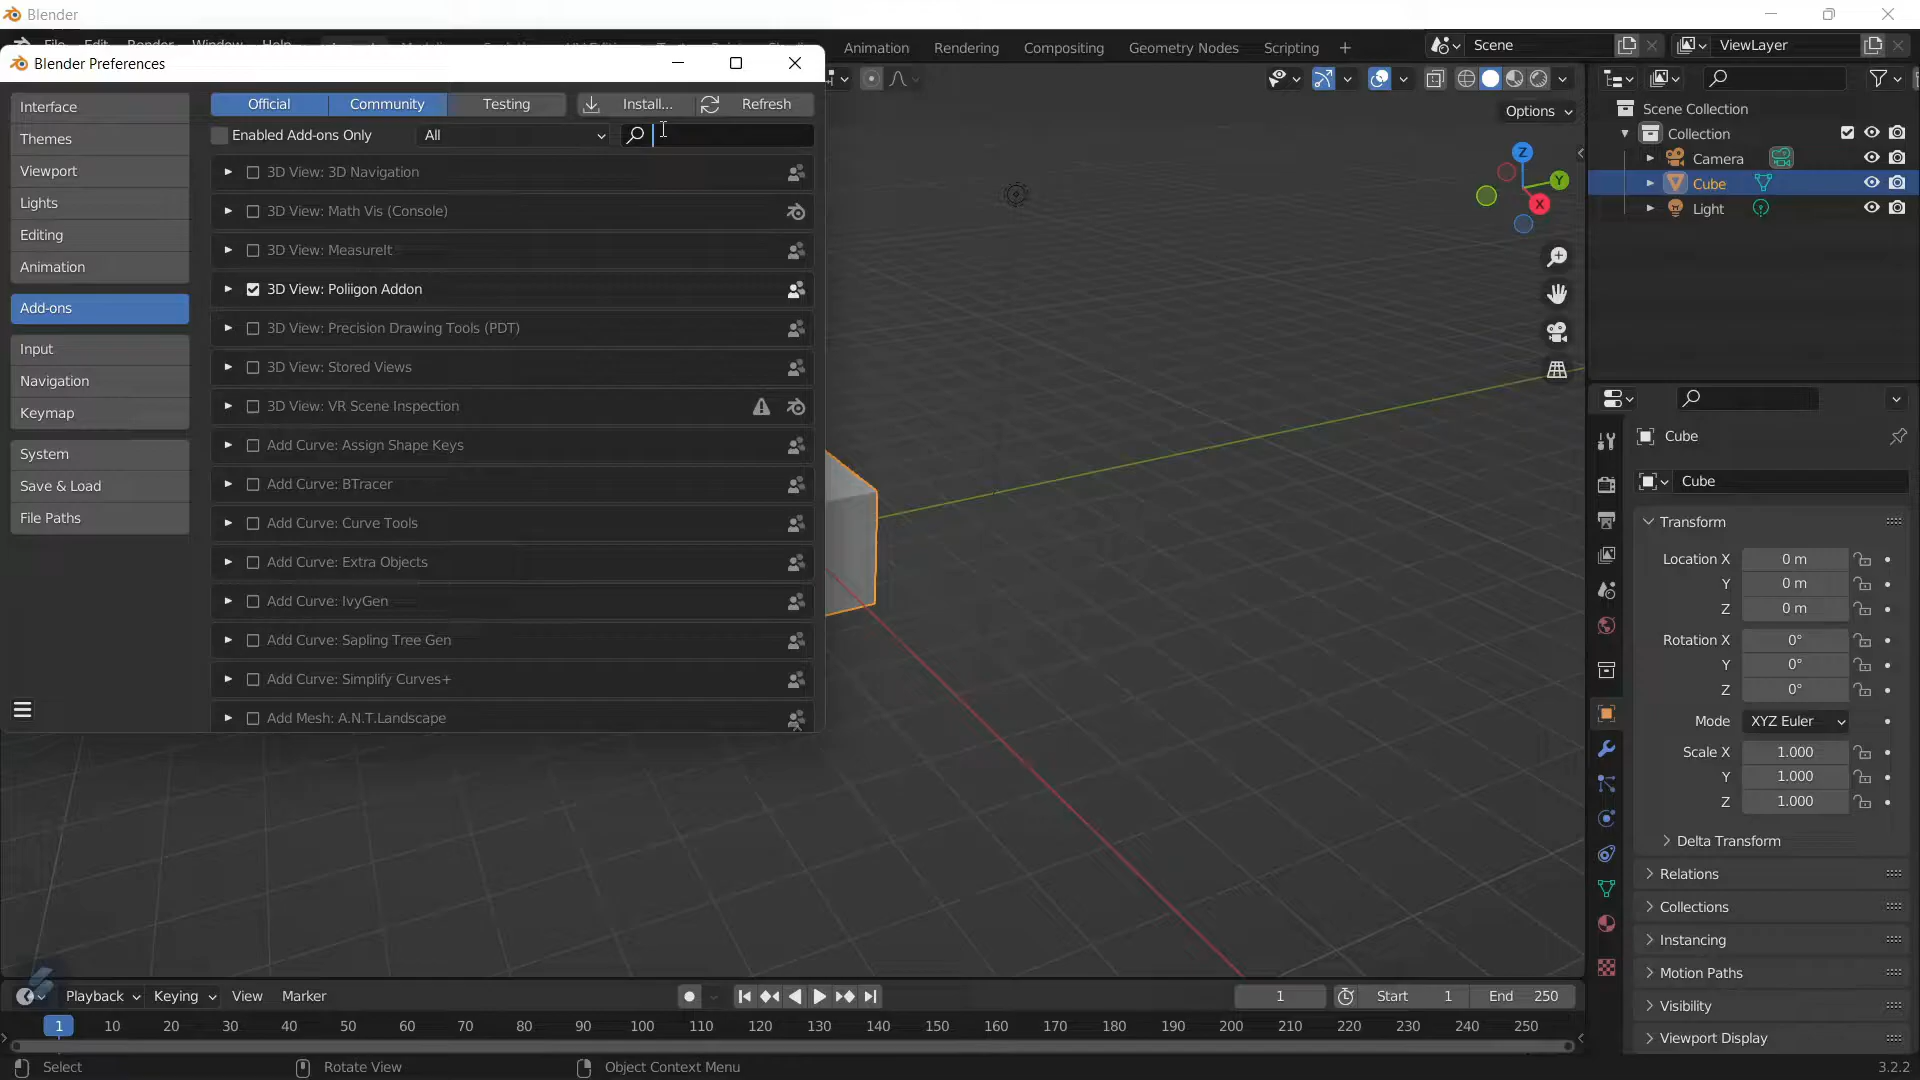 Blender
File Edit Render Window Help
Animation Rendering Compositing Geometry Nodes Scripting + Scene ViewLayer
Blender Preferences
Official Community Testing Install... Refresh
Enabled Add-ons Only All
Interface
Themes
Viewport
Lights
Editing
Animation
Add-ons
Input
Navigation
Keymap
System
Save & Load
File Paths
3D View: 3D Navigation
3D View: Math Vis (Console)
3D View: MeasureIt
3D View: Poliigon Addon
3D View: Precision Drawing Tools (PDT)
3D View: Stored Views
3D View: VR Scene Inspection
Add Curve: Assign Shape Keys
Add Curve: BTracer
Add Curve: Curve Tools
Add Curve: Extra Objects
Add Curve: IvyGen
Add Curve: Sapling Tree Gen
Add Curve: Simplify Curves+
Add Mesh: A.N.T.Landscape
Options
Z
Y
X
Scene Collection
Collection
Camera
Cube
Light
Cube
Cube
Transform
Location X 0 m
Y 0 m
Z 0 m
Rotation X 0°
Y 0°
Z 0°
Mode XYZ Euler
Scale X 1.000
Y 1.000
Z 1.000
Delta Transform
Relations
Collections
Instancing
Motion Paths
Visibility
Viewport Display
Playback Keying View Marker 1 Start 1 End 250
1 10 20 30 40 50 60 70 80 90 100 110 120 130 140 150 160 170 180 190 200 210 220 230 240 250
Select Rotate View Object Context Menu 3.2.2